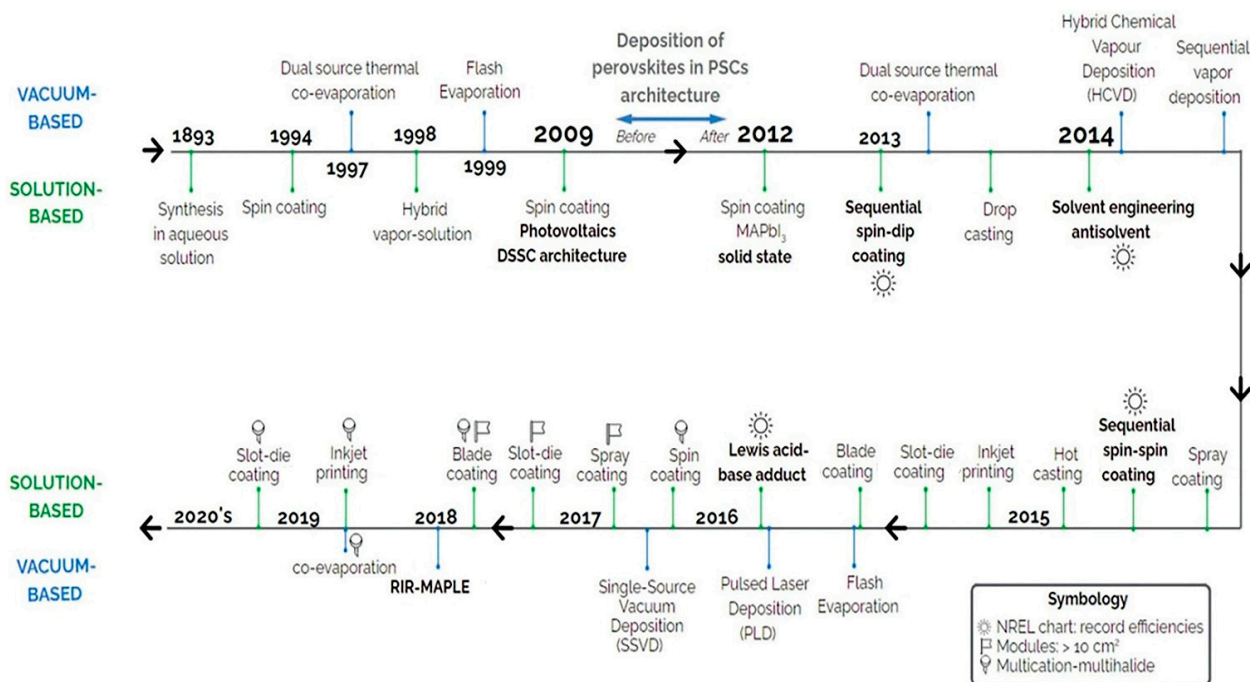 Deposition of
perovskites in PSCs
architecture
Before
After
VACUUM-
BASED
Dual source thermal
co-evaporation
Flash
Evaporation
Dual source thermal
co-evaporation
Hybrid Chemical
Vapour
Deposition
(HCVD)
Sequential
vapor
deposition
1893
1994
1997
1998
1999
2009
2012
2013
2014
SOLUTION-
BASED
Synthesis
in aqueous
solution
Spin coating
Hybrid
vapor-solution
Spin coating
Photovoltaics
DSSC architecture
Spin coating
MAPbI₃
solid state
Sequential
spin-dip
coating
Drop
casting
Solvent engineering
antisolvent
SOLUTION-
BASED
Slot-die
coating
Inkjet
printing
Blade
coating
Slot-die
coating
Spray
coating
Spin
coating
Lewis acid-
base adduct
Blade
coating
Slot-die
coating
Inkjet
printing
Hot
casting
Sequential
spin-spin
coating
Spray
coating
2020's
2019
2018
2017
2016
2015
VACUUM-
BASED
co-evaporation
RIR-MAPLE
Single-Source
Vacuum
Deposition
(SSVD)
Pulsed Laser
Deposition
(PLD)
Flash
Evaporation
Symbology
NREL chart: record efficiencies
Modules: > 10 cm²
Multication-multihalide